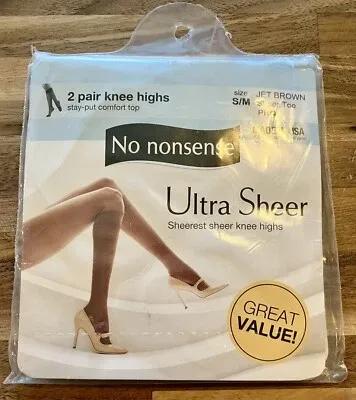 2 pair knee highs
stay-put comfort top
size
S/M
JET BROWN
Toe
No nonsense
Ultra Sheer
Sheerest sheer knee highs
GREAT
VALUE!